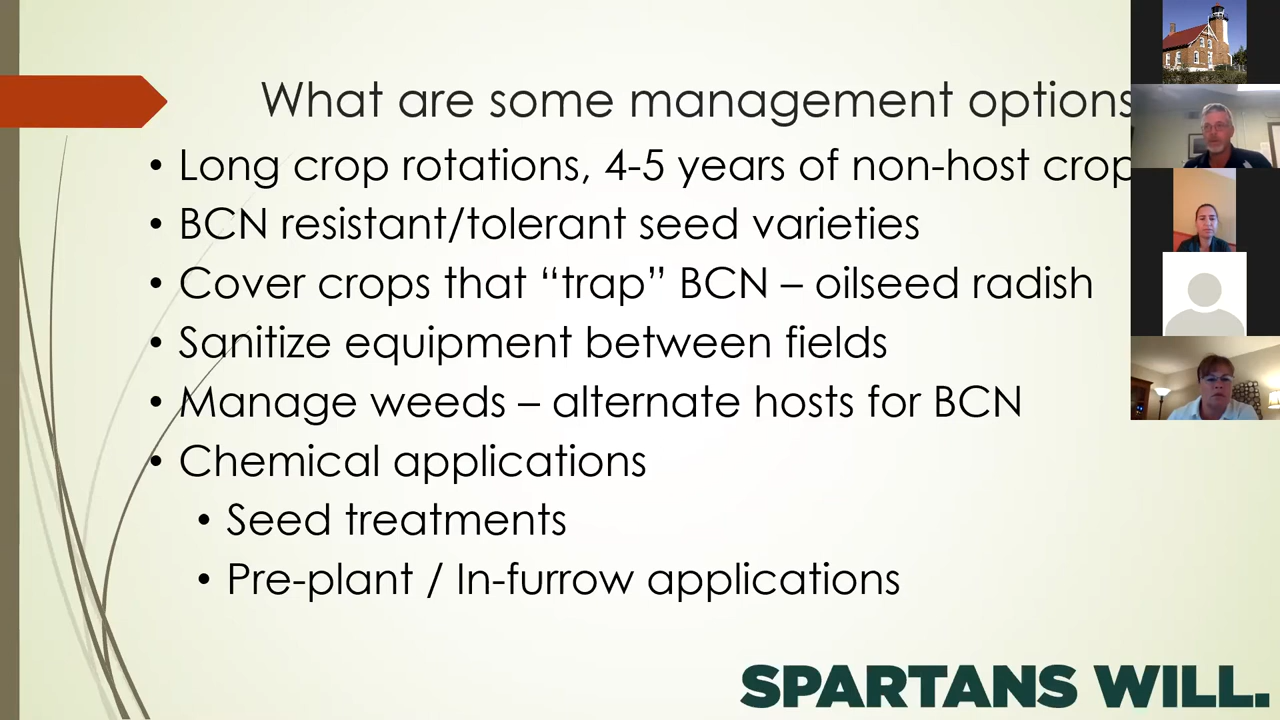 What are some management options
• Long crop rotations, 4-5 years of non-host crop
• BCN resistant/tolerant seed varieties
• Cover crops that “trap” BCN – oilseed radish
• Sanitize equipment between fields
• Manage weeds – alternate hosts for BCN
• Chemical applications
• Seed treatments
• Pre-plant / In-furrow applications
SPARTANS WILL.